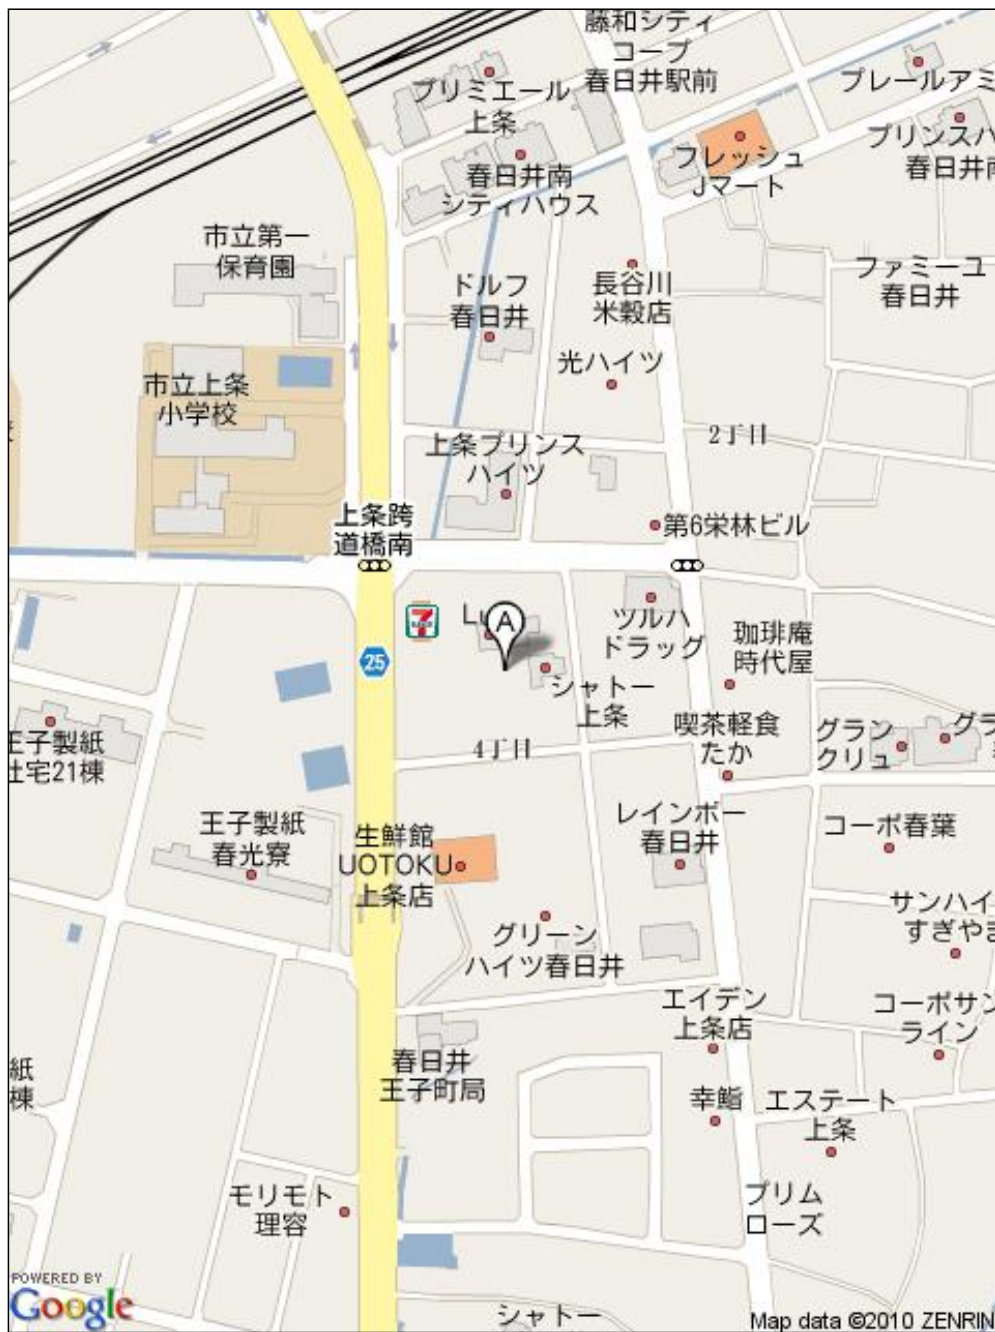 藤和シティ
コープ
春日井駅前
プリミエール
上条
プレールアミ
フレッシュ
Jマート
プリンスハ
春日井南
春日井南
シティハウス
市立第一
保育園
ドルフ
春日井
長谷川
米穀店
ファミーユ
春日井
光ハイツ
市立上条
小学校
2丁目
上条プリンス
ハイツ
上条跨
道橋南
第6栄林ビル
7
ELEVEN
Lu
A
ツルハ
ドラッグ
珈琲庵
時代屋
25
シャトー
上条
4丁目
喫茶軽食
たか
グラン
クリュ
グラ
王子製紙
社宅21棟
王子製紙
春光寮
生鮮館
UOTOKU
上条店
レインボー
春日井
コーポ春葉
グリーン
ハイツ春日井
サンハイ
すぎやま
エイデン
上条店
コーポサン
ライン
紙
棟
春日井
王子町局
幸鮨
エステート
上条
モリモト
理容
プリム
ローズ
シャトー
POWERED BY
Google
Map data ©2010 ZENRIN